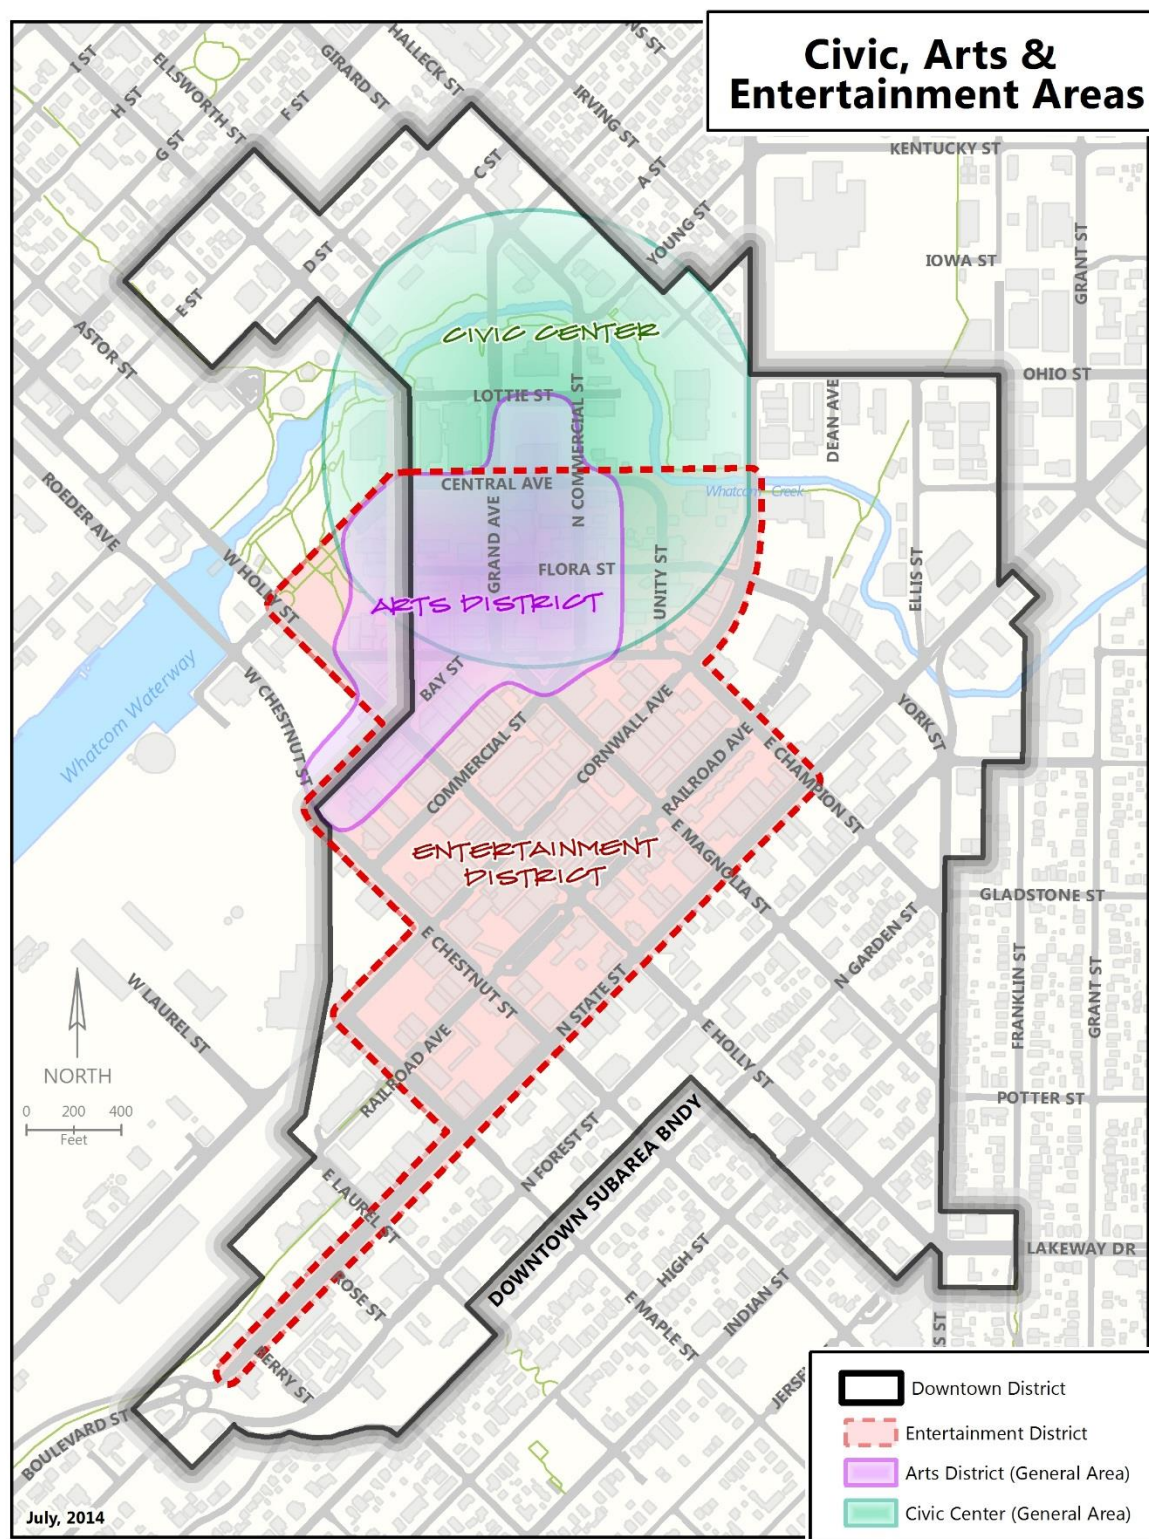 Civic, Arts &
Entertainment Areas
I ST
H ST
G ST
ELLSWORTH ST
F ST
GIRARD ST
HALLECK ST
NS ST
IRVING ST
A ST
C ST
YOUNG ST
KENTUCKY ST
IOWA ST
GRANT ST
D ST
E ST
ASTOR ST
CIVIC CENTER
LOTTIE ST
N COMMERCIAL ST
OHIO ST
DEAN AVE
CENTRAL AVE
Whatcom Creek
ROEDER AVE
W HOLLY ST
GRAND AVE
FLORA ST
UNITY ST
ELLIS ST
ARTS DISTRICT
Whatcom Waterway
W CHESTNUT ST
BAY ST
COMMERCIAL ST
CORNWALL AVE
RAILROAD AVE
E CHAMPION ST
YORK ST
E MAGNOLIA ST
ENTERTAINMENT
DISTRICT
GLADSTONE ST
N GARDEN ST
FRANKLIN ST
GRANT ST
E CHESTNUT ST
N STATE ST
E HOLLY ST
W LAUREL ST
NORTH
0 200 400
Feet
RAILROAD AVE
POTTER ST
N FOREST ST
DOWNTOWN SUBAREA BNDY
E LAUREL ST
LAKEWAY DR
HIGH ST
INDIAN ST
E MAPLE ST
ROSE ST
BERRY ST
S ST
JERSE
BOULEVARD ST
Downtown District
Entertainment District
Arts District (General Area)
Civic Center (General Area)
July, 2014